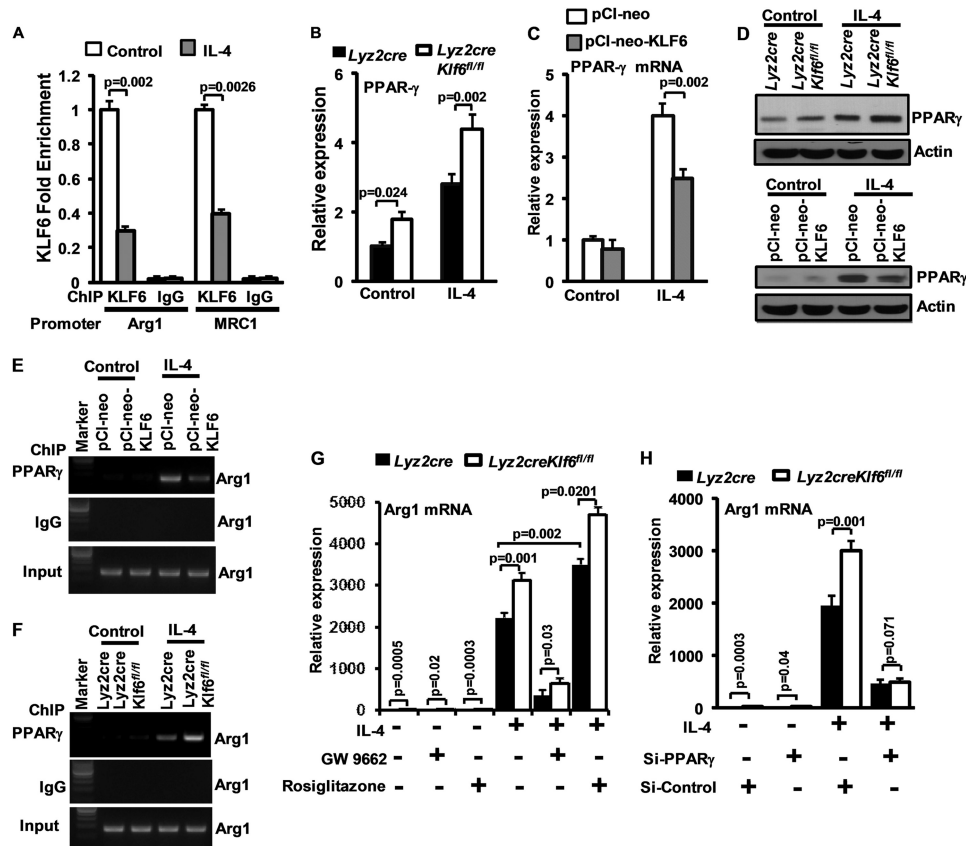 A
Control IL-4
KLF6 Fold Enrichment
1.2
1
0.8
0.6
0.4
0.2
0
p=0.002
p=0.0026
ChIP KLF6 IgG KLF6 IgG
Promoter Arg1 MRC1
B
Lyz2cre Lyz2cre Klf6fl/fl
PPAR-γ
Relative expression
6
4
2
0
p=0.024
p=0.002
Control IL-4
C
pCI-neo
pCI-neo-KLF6
PPAR-γ mRNA
Relative expression
5
4
3
2
1
0
p=0.002
Control IL-4
D
Control IL-4
Lyz2cre
Lyz2cre Klf6fl/fl
Lyz2cre
Lyz2cre Klf6fl/fl
PPARγ
Actin
Control IL-4
pCI-neo
pCI-neo-KLF6
pCI-neo
pCI-neo-KLF6
PPARγ
Actin
E
Control IL-4
Marker
pCI-neo
pCI-neo-KLF6
pCI-neo
pCI-neo-KLF6
ChIP
PPARγ Arg1
IgG Arg1
Input Arg1
F
Control IL-4
Marker
Lyz2cre
Lyz2cre Klf6fl/fl
Lyz2cre
Lyz2cre Klf6fl/fl
ChIP
PPARγ Arg1
IgG Arg1
Input Arg1
G
Lyz2cre Lyz2creKlf6fl/fl
Arg1 mRNA
Relative expression
5000
4000
3000
2000
1000
0
p=0.0005
p=0.02
p=0.0003
p=0.001
p=0.002
p=0.03
p=0.0201
IL-4 - - - + + +
GW 9662 - + - - + -
Rosiglitazone - - + - - +
H
Lyz2cre Lyz2creKlf6fl/fl
Arg1 mRNA
Relative expression
4000
3000
2000
1000
0
p=0.0003
p=0.04
p=0.001
p=0.071
IL-4 - - + +
Si-PPARγ - + - +
Si-Control + - + -